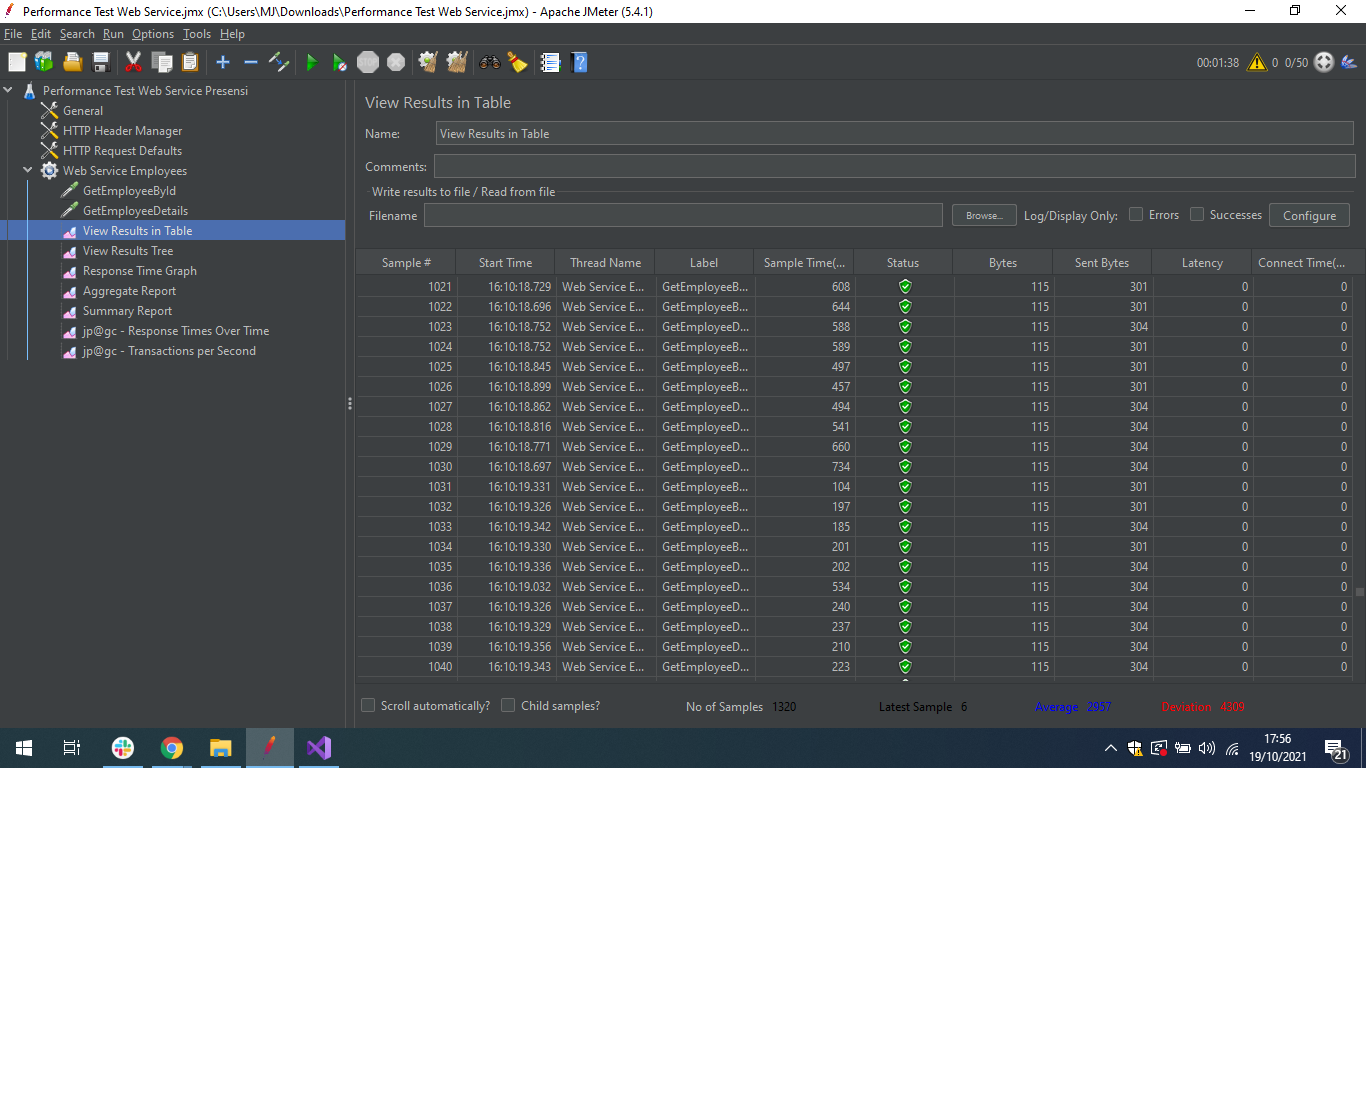 Performance Test Web Service.jmx (C:\Users\MJ\Downloads\Performance Test Web Service.jmx) - Apache JMeter (5.4.1)
File Edit Search Run Options Tools Help
00:01:38 0 0/50
Performance Test Web Service Presensi
General
HTTP Header Manager
HTTP Request Defaults
Web Service Employees
GetEmployeeById
GetEmployeeDetails
View Results in Table
View Results Tree
Response Time Graph
Aggregate Report
Summary Report
jp@gc - Response Times Over Time
jp@gc - Transactions per Second
View Results in Table
Name: View Results in Table
Comments:
Write results to file / Read from file
Filename Browse... Log/Display Only: Errors Successes Configure
Sample # Start Time Thread Name Label Sample Time(... Status Bytes Sent Bytes Latency Connect Time(...
1021 16:10:18.729 Web Service E... GetEmployeeB... 608 115 301 0 0
1022 16:10:18.696 Web Service E... GetEmployeeB... 644 115 301 0 0
1023 16:10:18.752 Web Service E... GetEmployeeD... 588 115 304 0 0
1024 16:10:18.752 Web Service E... GetEmployeeB... 589 115 301 0 0
1025 16:10:18.845 Web Service E... GetEmployeeB... 497 115 301 0 0
1026 16:10:18.899 Web Service E... GetEmployeeB... 457 115 301 0 0
1027 16:10:18.862 Web Service E... GetEmployeeD... 494 115 304 0 0
1028 16:10:18.816 Web Service E... GetEmployeeD... 541 115 304 0 0
1029 16:10:18.771 Web Service E... GetEmployeeD... 660 115 304 0 0
1030 16:10:18.697 Web Service E... GetEmployeeD... 734 115 304 0 0
1031 16:10:19.331 Web Service E... GetEmployeeB... 104 115 301 0 0
1032 16:10:19.326 Web Service E... GetEmployeeB... 197 115 301 0 0
1033 16:10:19.342 Web Service E... GetEmployeeD... 185 115 304 0 0
1034 16:10:19.330 Web Service E... GetEmployeeB... 201 115 301 0 0
1035 16:10:19.336 Web Service E... GetEmployeeD... 202 115 304 0 0
1036 16:10:19.032 Web Service E... GetEmployeeD... 534 115 304 0 0
1037 16:10:19.326 Web Service E... GetEmployeeD... 240 115 304 0 0
1038 16:10:19.329 Web Service E... GetEmployeeD... 237 115 304 0 0
1039 16:10:19.356 Web Service E... GetEmployeeD... 210 115 304 0 0
1040 16:10:19.343 Web Service E... GetEmployeeD... 223 115 304 0 0
Scroll automatically? Child samples? No of Samples 1320 Latest Sample 6 Average 2957 Deviation 4309
17:56
19/10/2021
21